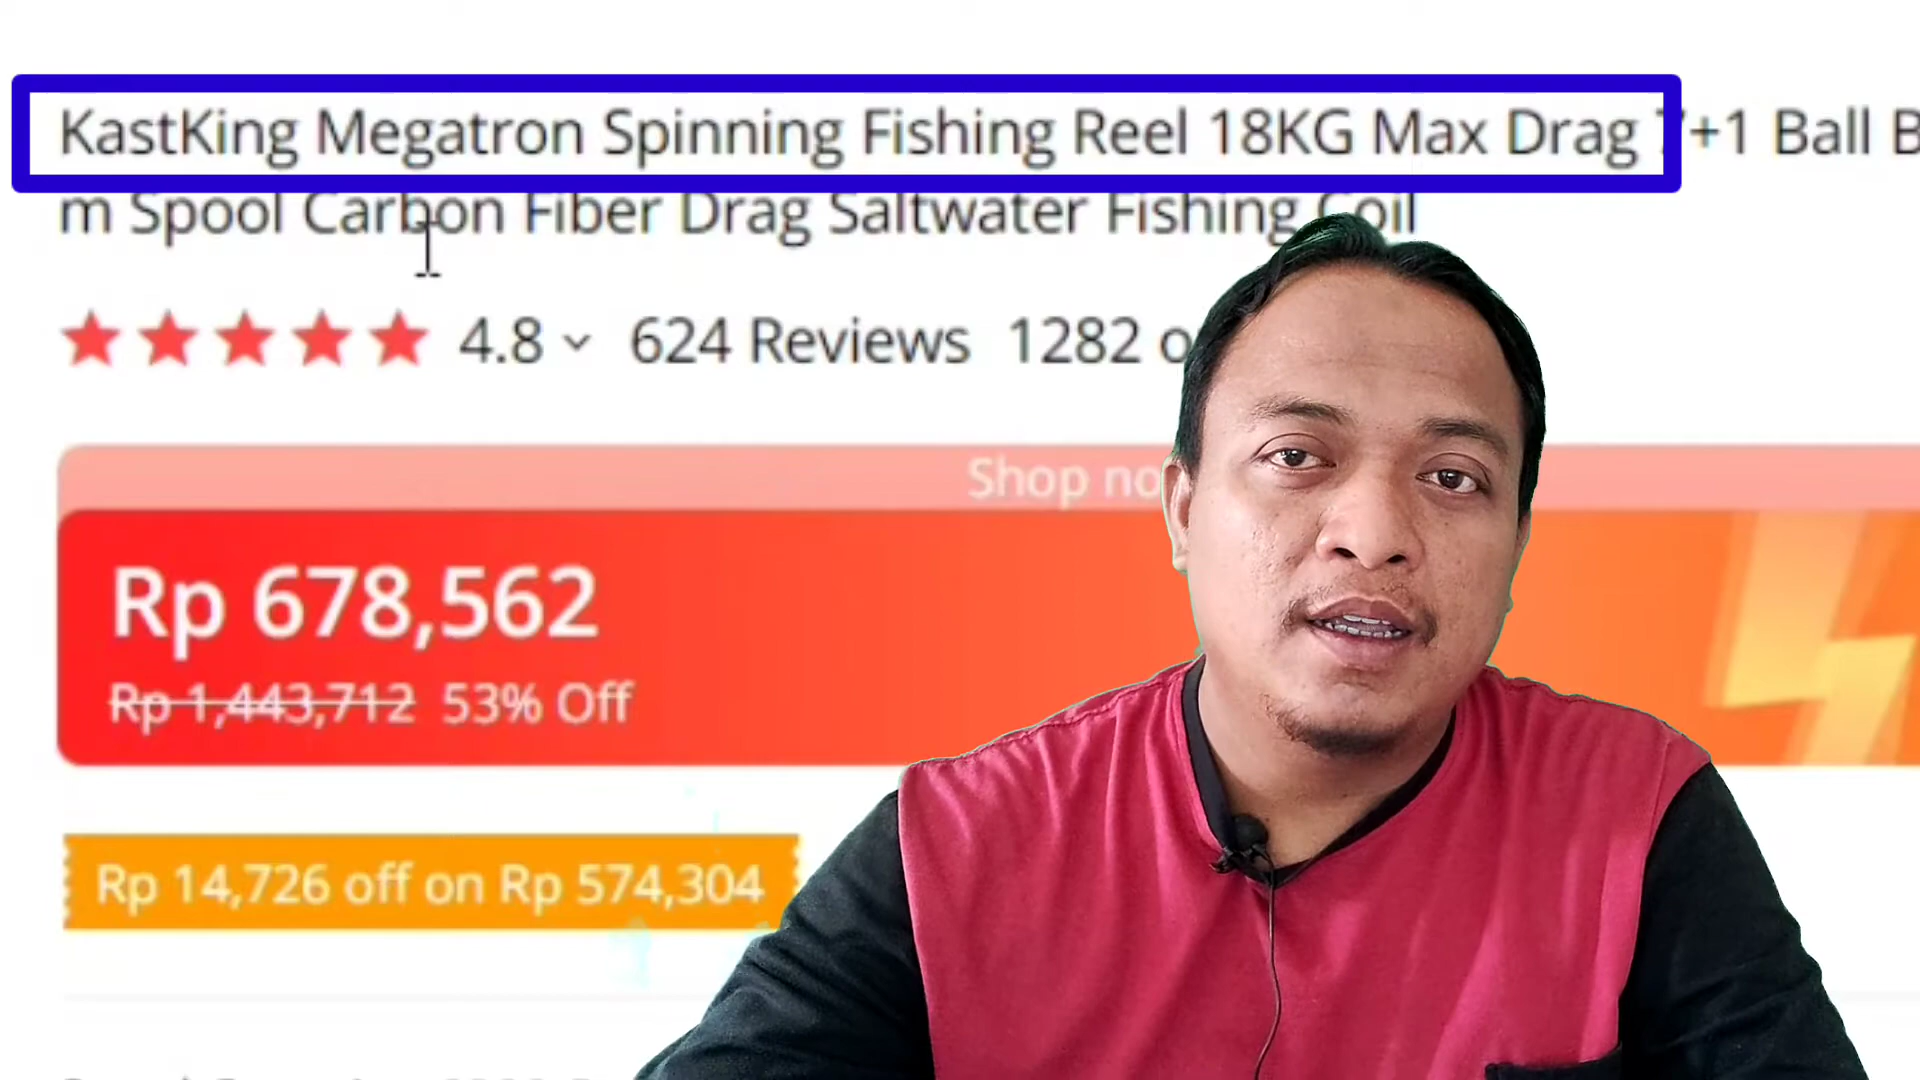 KastKing Megatron Spinning Fishing Reel 18KG Max Drag 7+1 Ball B
m Spool Carbon Fiber Drag Saltwater Fishing Coil
4.8 624 Reviews 1282 o
Shop no
Rp 678,562
Rp 1,443,712 53% Off
Rp 14,726 off on Rp 574,304